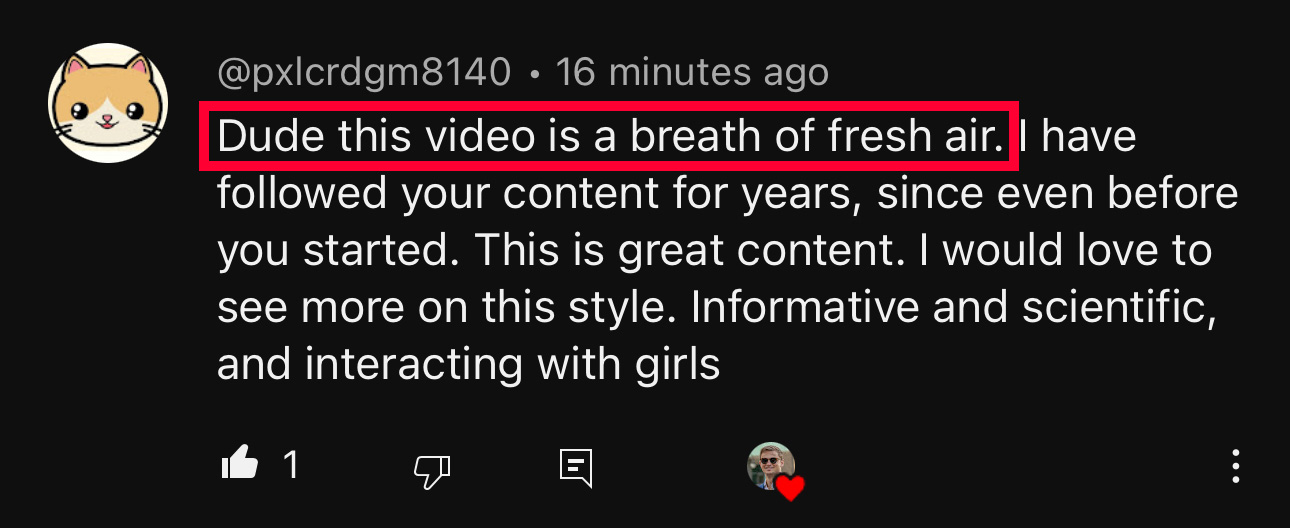 @pxlcrdgm8140 • 16 minutes ago
Dude this video is a breath of fresh air. I have
followed your content for years, since even before
you started. This is great content. I would love to
see more on this style. Informative and scientific,
and interacting with girls
1